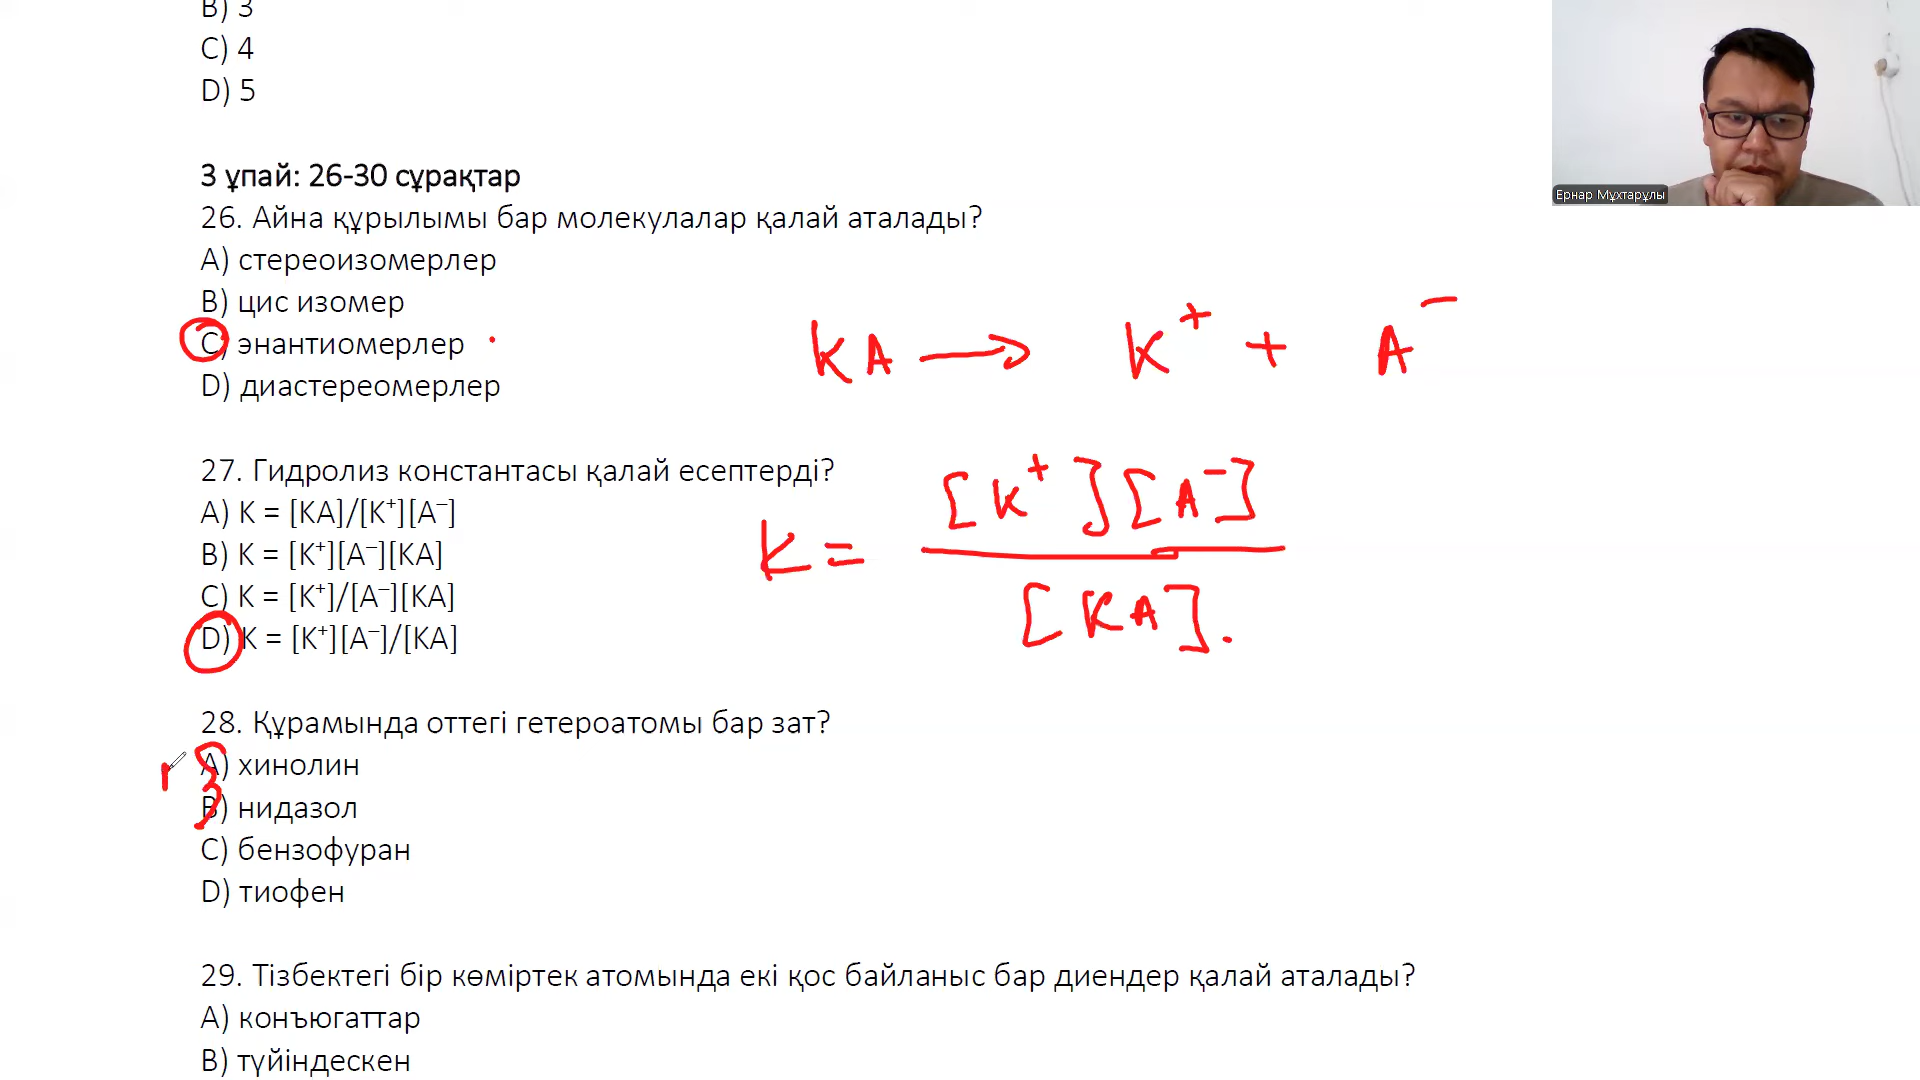 B) 3
C) 4
D) 5
Ернар Мұхтарұлы
3 ұпай: 26-30 сұрақтар
26. Айна құрылымы бар молекулалар қалай аталады?
A) стереоизомерлер
B) цис изомер
C) энантиомерлер
D) диастереомерлер
KA → K⁺ + A⁻
27. Гидролиз константасы қалай есептерді?
A) K = [KA]/[K⁺][A⁻]
B) K = [K⁺][A⁻][KA]
C) K = [K⁺]/[A⁻][KA]
D) K = [K⁺][A⁻]/[KA]
[K⁺][A⁻]
K =
[KA].
28. Құрамында оттегі гетероатомы бар зат?
A) хинолин
B) нидазол
C) бензофуран
D) тиофен
29. Тізбектегі бір көміртек атомында екі қос байланыс бар диендер қалай аталады?
A) конъюгаттар
B) түйіндескен